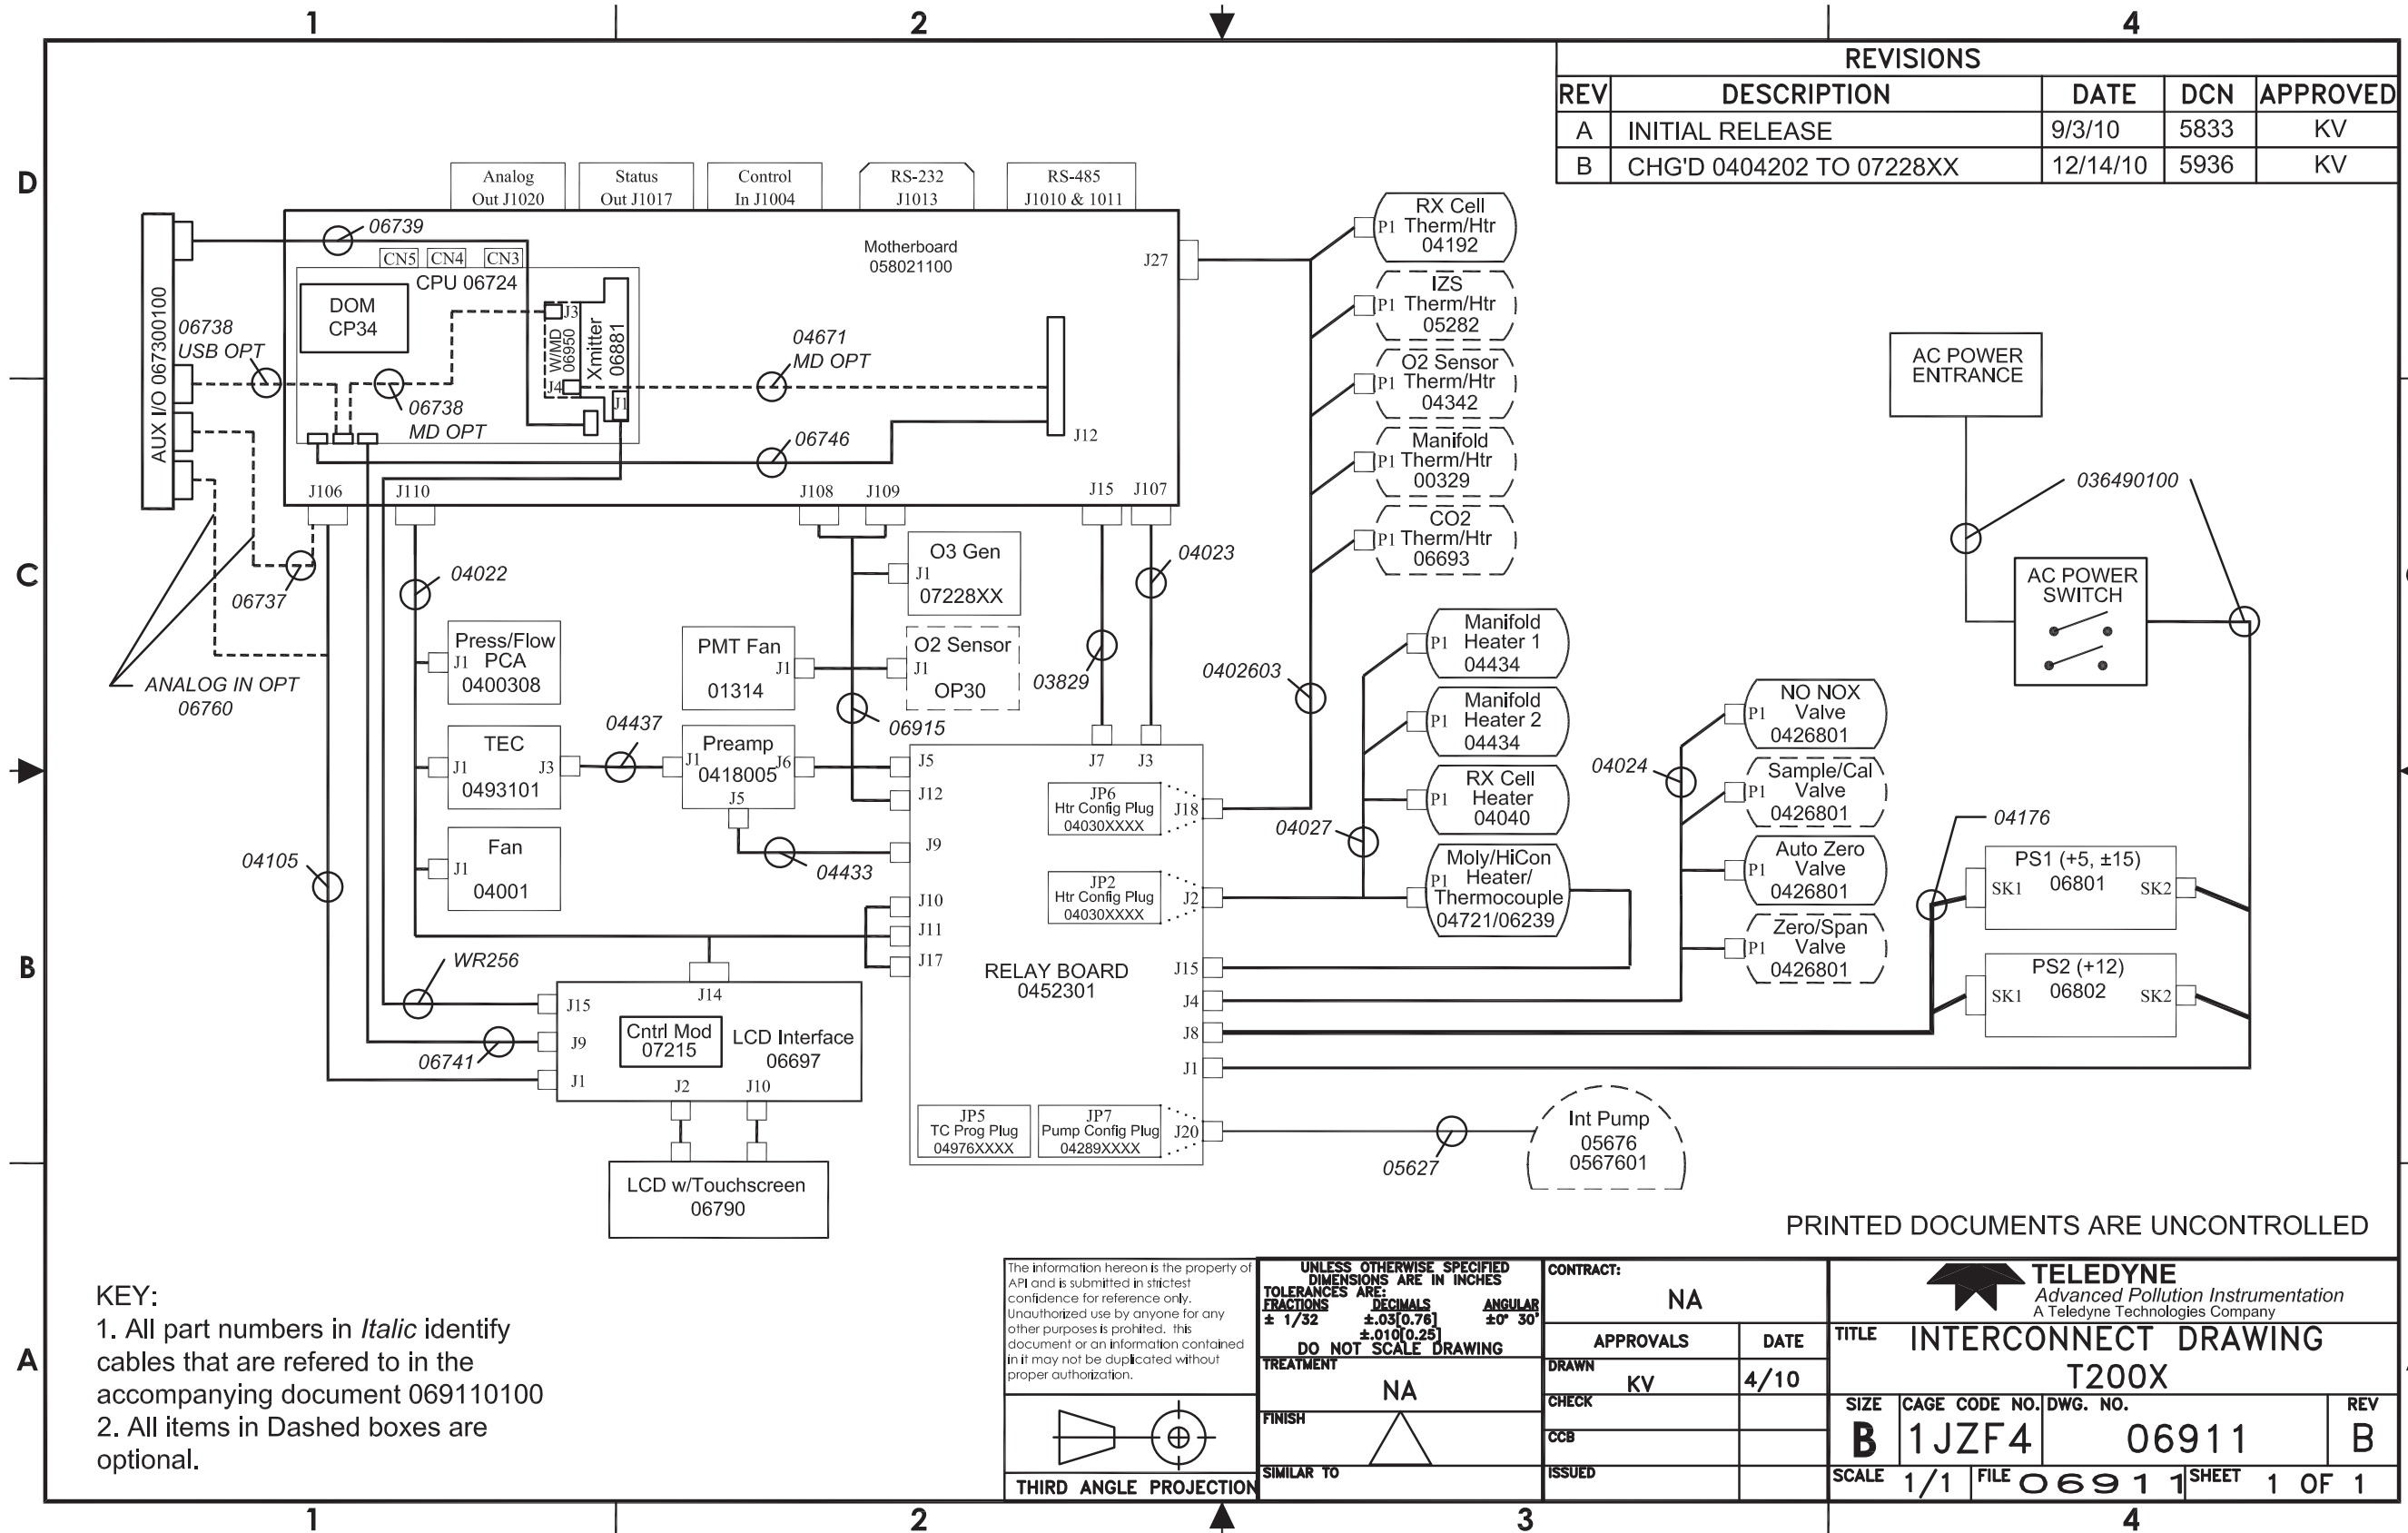 1
2
4
REVISIONS
REV DESCRIPTION DATE DCN APPROVED
A INITIAL RELEASE 9/3/10 5833 KV
B CHG'D 0404202 TO 07228XX 12/14/10 5936 KV
D
C
B
A
Analog
Out J1020
Status
Out J1017
Control
In J1004
RS-232
J1013
RS-485
J1010 & 1011
AUX I/O 067300100
06739
CN5
CN4
CN3
CPU 06724
DOM
CP34
Motherboard
058021100
J27
06738
USB OPT
J3
W/MD
06950
Xmitter
06881
J4
J1
04671
MD OPT
06738
MD OPT
06746
J12
J106
J110
J108
J109
J15
J107
RX Cell
P1 Therm/Htr
04192
IZS
P1 Therm/Htr
05282
O2 Sensor
P1 Therm/Htr
04342
Manifold
P1 Therm/Htr
00329
CO2
P1 Therm/Htr
06693
AC POWER
ENTRANCE
036490100
AC POWER
SWITCH
06737
ANALOG IN OPT
06760
04022
O3 Gen
J1
07228XX
04023
Press/Flow
J1 PCA
0400308
PMT Fan
J1
01314
O2 Sensor
J1
OP30
03829
0402603
06915
TEC
J1 J3
0493101
04437
Preamp
J1 J6
0418005
J5
04433
Fan
J1
04001
04105
Manifold
P1 Heater 1
04434
Manifold
P1 Heater 2
04434
RX Cell
P1 Heater
04040
Moly/HiCon
P1 Heater/
Thermocouple
04721/06239
04027
04024
NO NOX
P1 Valve
0426801
Sample/Cal
P1 Valve
0426801
Auto Zero
P1 Valve
0426801
Zero/Span
P1 Valve
0426801
04176
PS1 (+5, ±15)
SK1 06801 SK2
PS2 (+12)
SK1 06802 SK2
J5
J7
J3
J12
JP6
Htr Config Plug
04030XXXX
J18
J9
JP2
Htr Config Plug
04030XXXX
J2
J10
J11
J17
RELAY BOARD
0452301
J15
J4
J8
J1
JP5
TC Prog Plug
04976XXXX
JP7
Pump Config Plug
04289XXXX
J20
WR256
J14
J15
J9
J1
Cntrl Mod
07215
LCD Interface
06697
06741
J2
J10
LCD w/Touchscreen
06790
05627
Int Pump
05676
0567601
PRINTED DOCUMENTS ARE UNCONTROLLED
KEY:
1. All part numbers in Italic identify
cables that are refered to in the
accompanying document 069110100
2. All items in Dashed boxes are
optional.
The information hereon is the property of
API and is submitted in strictest
confidence for reference only.
Unauthorized use by anyone for any
other purposes is prohited. this
document or an information contained
in it may not be duplicated without
proper authorization.
THIRD ANGLE PROJECTION
UNLESS OTHERWISE SPECIFIED
DIMENSIONS ARE IN INCHES
TOLERANCES ARE:
FRACTIONS DECIMALS ANGULAR
± 1/32 ±.03[0.76] ±0° 30'
±.010[0.25]
DO NOT SCALE DRAWING
TREATMENT
NA
FINISH
SIMILAR TO
CONTRACT:
NA
APPROVALS DATE
DRAWN
KV 4/10
CHECK
CCB
ISSUED
TELEDYNE
Advanced Pollution Instrumentation
A Teledyne Technologies Company
TITLE INTERCONNECT DRAWING
T200X
SIZE CAGE CODE NO. DWG. NO. REV
B 1JZF4 06911 B
SCALE 1/1 FILE 06911 SHEET 1 OF 1
1
2
3
4